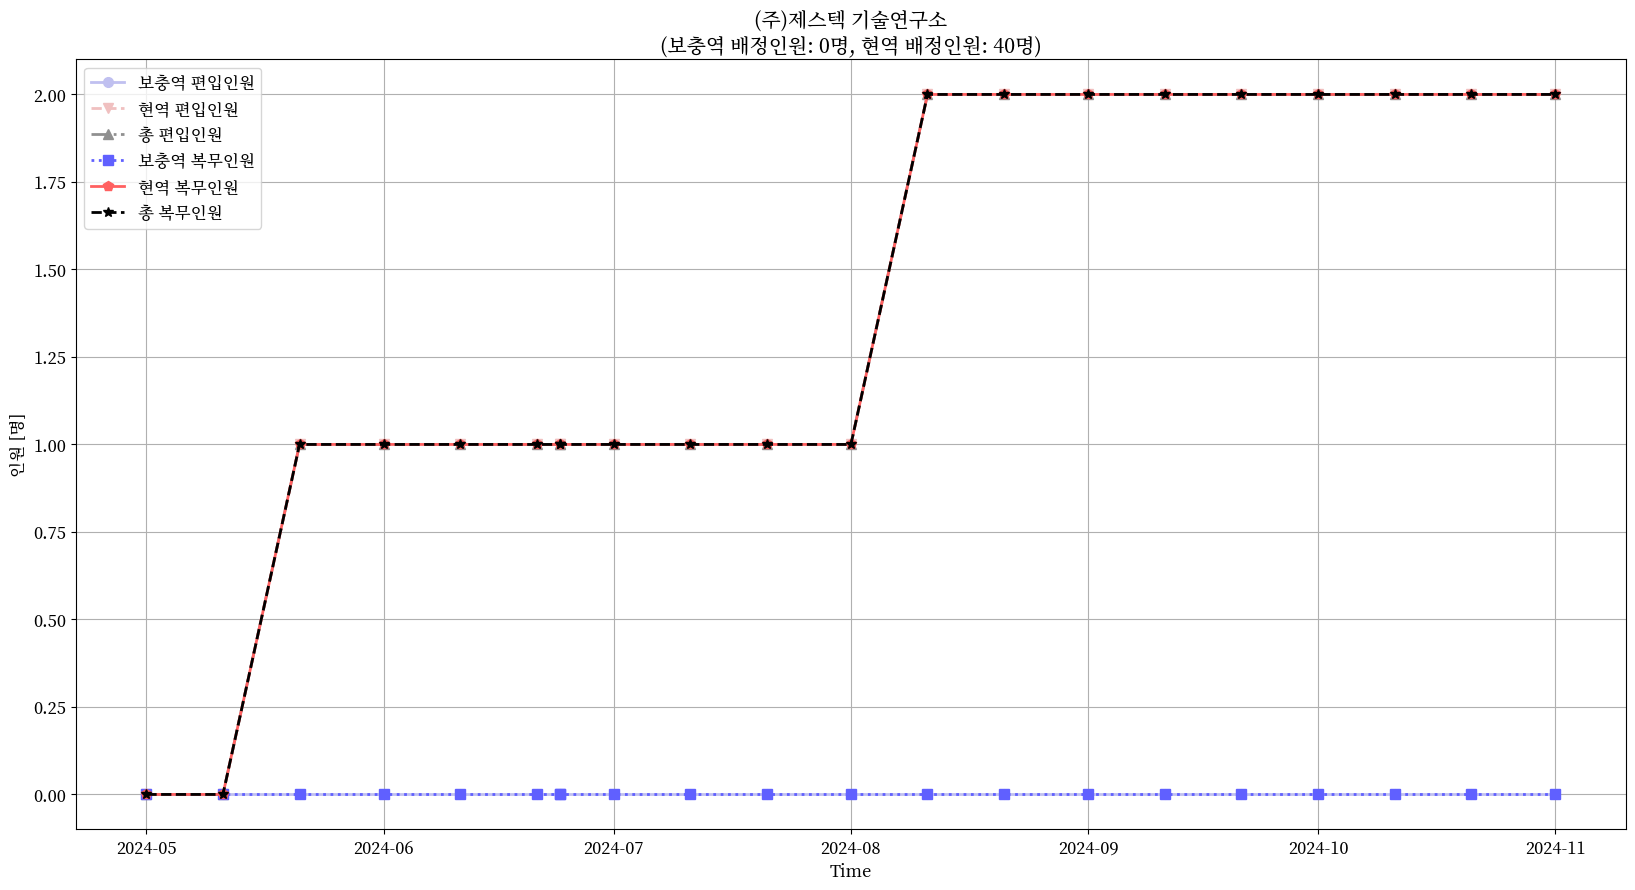 (주)제스텍 기술연구소
(보충역 배정인원: 0명, 현역 배정인원: 40명)
보충역 편입인원
현역 편입인원
총 편입인원
보충역 복무인원
현역 복무인원
총 복무인원
2.00
1.75
1.50
1.25
1.00
0.75
0.50
0.25
0.00
인원 [명]
2024-05 2024-06 2024-07 2024-08 2024-09 2024-10 2024-11
Time